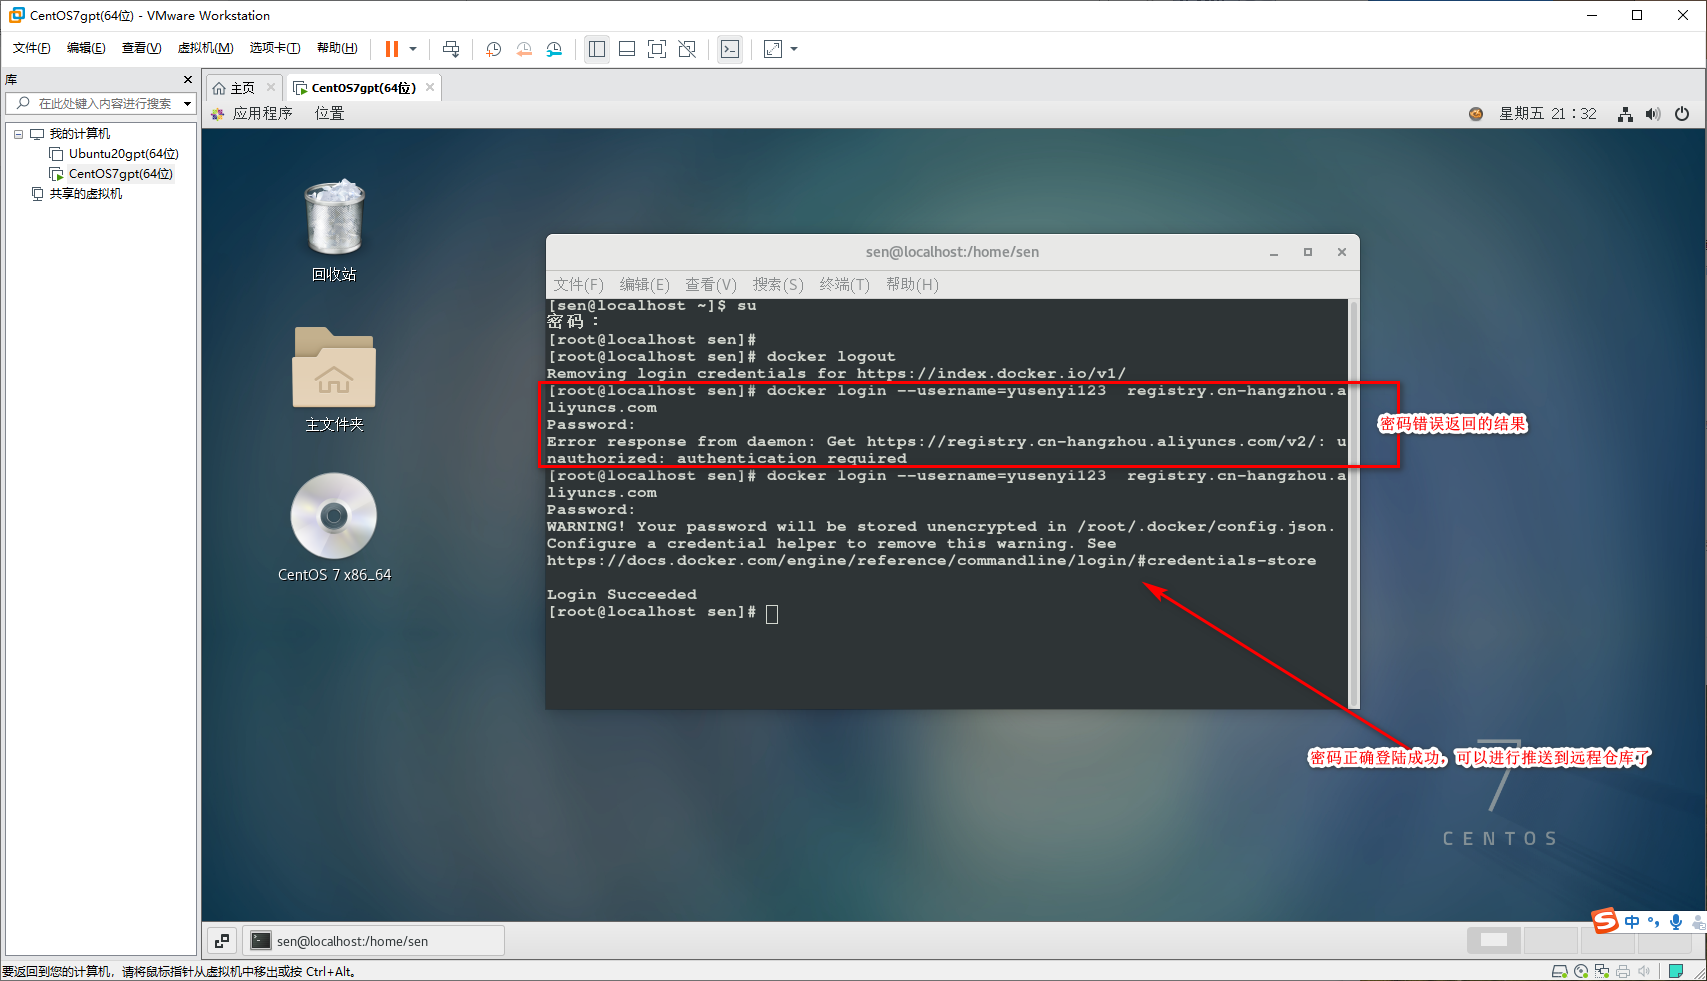 CentOS7gpt(64位) - VMware Workstation
文件(F) 编辑(E) 查看(V) 虚拟机(M) 选项卡(T) 帮助(H)
库
在此处键入内容进行搜索
我的计算机
Ubuntu20gpt(64位)
CentOS7gpt(64位)
共享的虚拟机
主页
CentOS7gpt(64位)
应用程序 位置
星期五 21：32
回收站
主文件夹
CentOS 7 x86_64
sen@localhost:/home/sen
文件(F) 编辑(E) 查看(V) 搜索(S) 终端(T) 帮助(H)
[sen@localhost ~]$ su
密码：
[root@localhost sen]#
[root@localhost sen]# docker logout
Removing login credentials for https://index.docker.io/v1/
[root@localhost sen]# docker login --username=yusenyi123  registry.cn-hangzhou.a
liyuncs.com
Password:
Error response from daemon: Get https://registry.cn-hangzhou.aliyuncs.com/v2/: u
nauthorized: authentication required
[root@localhost sen]# docker login --username=yusenyi123  registry.cn-hangzhou.a
liyuncs.com
Password:
WARNING! Your password will be stored unencrypted in /root/.docker/config.json.
Configure a credential helper to remove this warning. See
https://docs.docker.com/engine/reference/commandline/login/#credentials-store
Login Succeeded
[root@localhost sen]#
密码错误返回的结果
密码正确登陆成功，可以进行推送到远程仓库了
7
CENTOS
sen@localhost:/home/sen
S 中 °,
要返回到您的计算机，请将鼠标指针从虚拟机中移出或按 Ctrl+Alt。